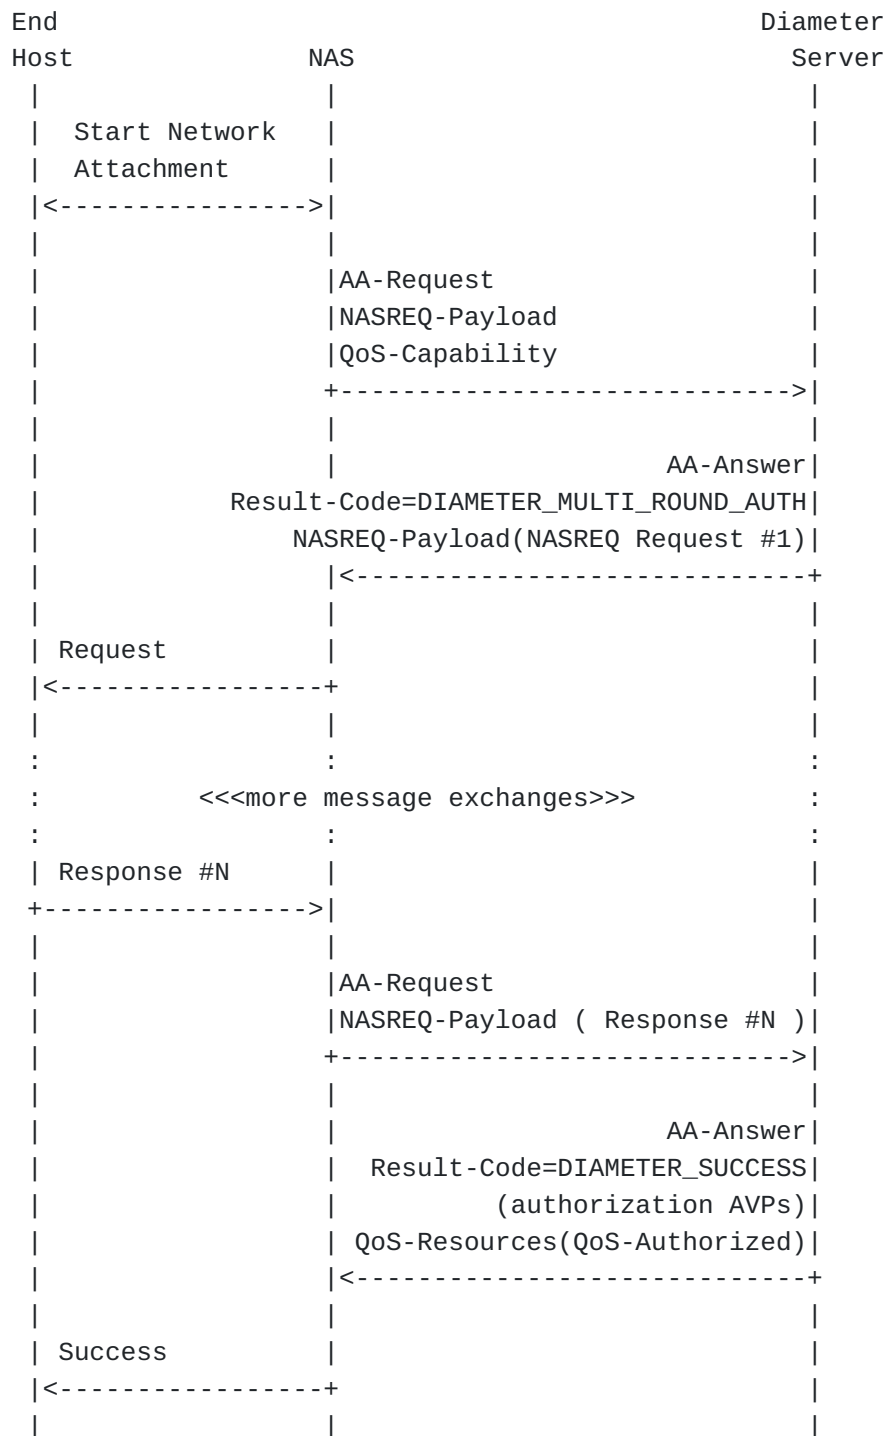 End Diameter
Host NAS Server
Start Network
Attachment
AA-Request
NASREQ-Payload
QoS-Capability
AA-Answer
Result-Code=DIAMETER_MULTI_ROUND_AUTH
NASREQ-Payload(NASREQ Request #1)
Request
<<<more message exchanges>>>
Response #N
AA-Request
NASREQ-Payload ( Response #N )
AA-Answer
Result-Code=DIAMETER_SUCCESS
(authorization AVPs)
QoS-Resources(QoS-Authorized)
Success